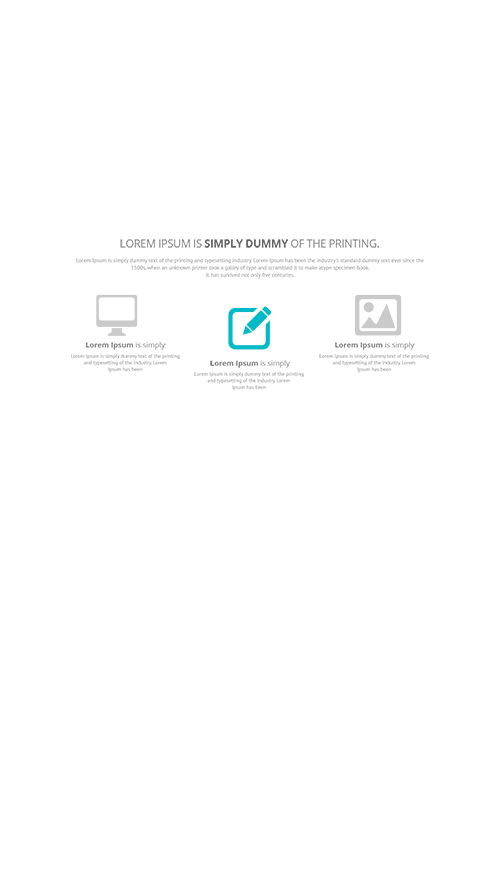 LOREM IPSUM IS SIMPLY DUMMY OF THE PRINTING.
Lorem Ipsum is simply dummy text of the printing and typesetting industry Lorem Ipsum has been the industry's standard dummy text ever since the
1500s, when an unknown printer took a galley of type and scrambled it to make atype-specimen book.
It has survived not only five centuries.
Lorem Ipsum is simply
Lorem Ipsum is simply dummy text of the printing
and typesetting of the industry Lorem
Ipsum has been
Lorem Ipsum is simply
Lorem Ipsum is simply dummy text of the printing
and typesetting of the industry Lorem
Ipsum has been
Lorem Ipsum is simply
Lorem Ipsum is simply dummy text of the printing
and typesetting of the industry Lorem
Ipsum has been